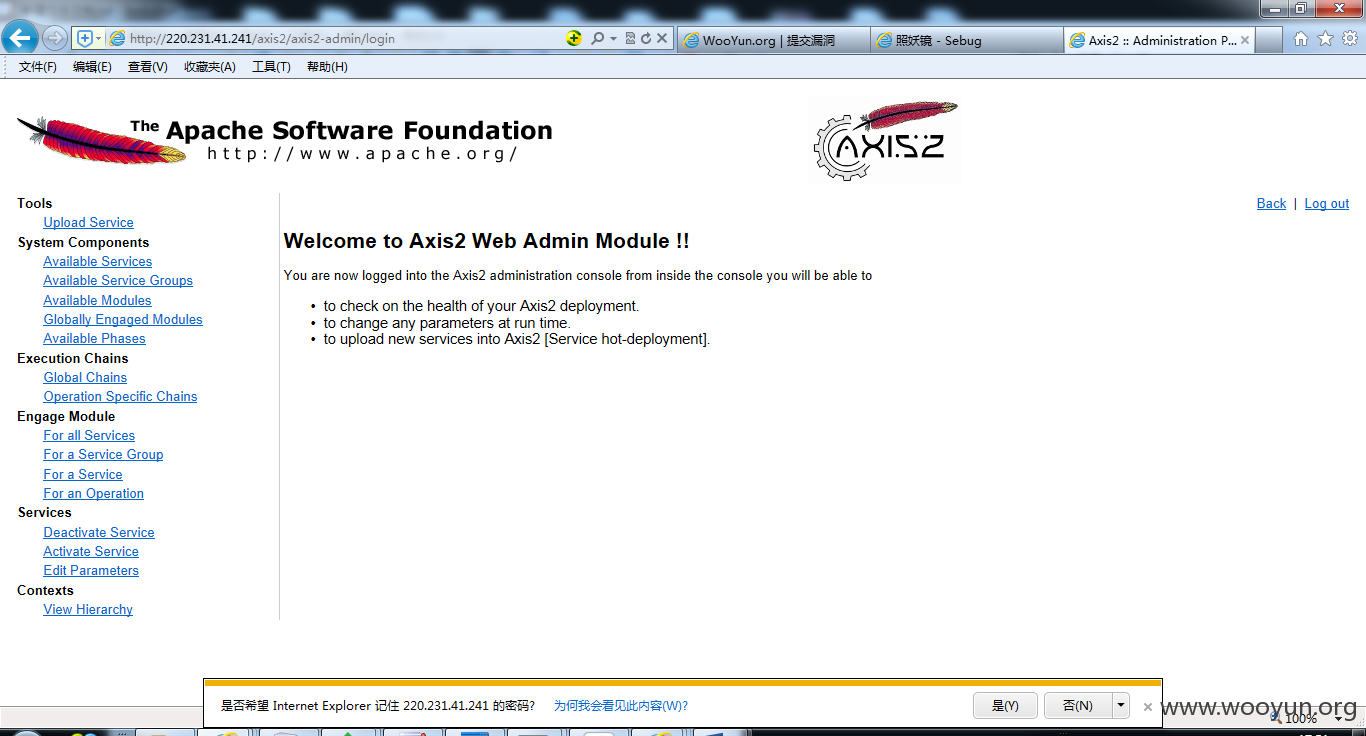 http://220.231.41.241/axis2/axis2-admin/login
WooYun.org | 提交漏洞
照妖镜 - Sebug
Axis2 :: Administration P...
文件(F) 编辑(E) 查看(V) 收藏夹(A) 工具(T) 帮助(H)
The Apache Software Foundation
http://www.apache.org/
AXIS2
Back | Log out
Tools
Upload Service
System Components
Available Services
Available Service Groups
Available Modules
Globally Engaged Modules
Available Phases
Execution Chains
Global Chains
Operation Specific Chains
Engage Module
For all Services
For a Service Group
For a Service
For an Operation
Services
Deactivate Service
Activate Service
Edit Parameters
Contexts
View Hierarchy
Welcome to Axis2 Web Admin Module !!
You are now logged into the Axis2 administration console from inside the console you will be able to
• to check on the health of your Axis2 deployment.
• to change any parameters at run time.
• to upload new services into Axis2 [Service hot-deployment].
是否希望 Internet Explorer 记住 220.231.41.241 的密码? 为何我会看见此内容(W)? 是(Y) 否(N)
www.wooyun.org
100%